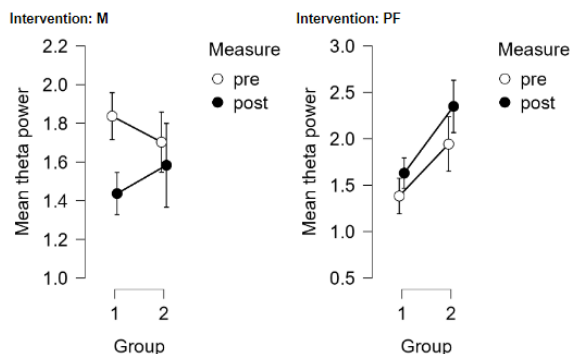 Intervention: M
Mean theta power
2.2
2.0
1.8
1.6
1.4
1.2
1.0
1
2
Group
Measure
pre
post
Intervention: PF
Mean theta power
3.0
2.5
2.0
1.5
1.0
0.5
1
2
Group
Measure
pre
post